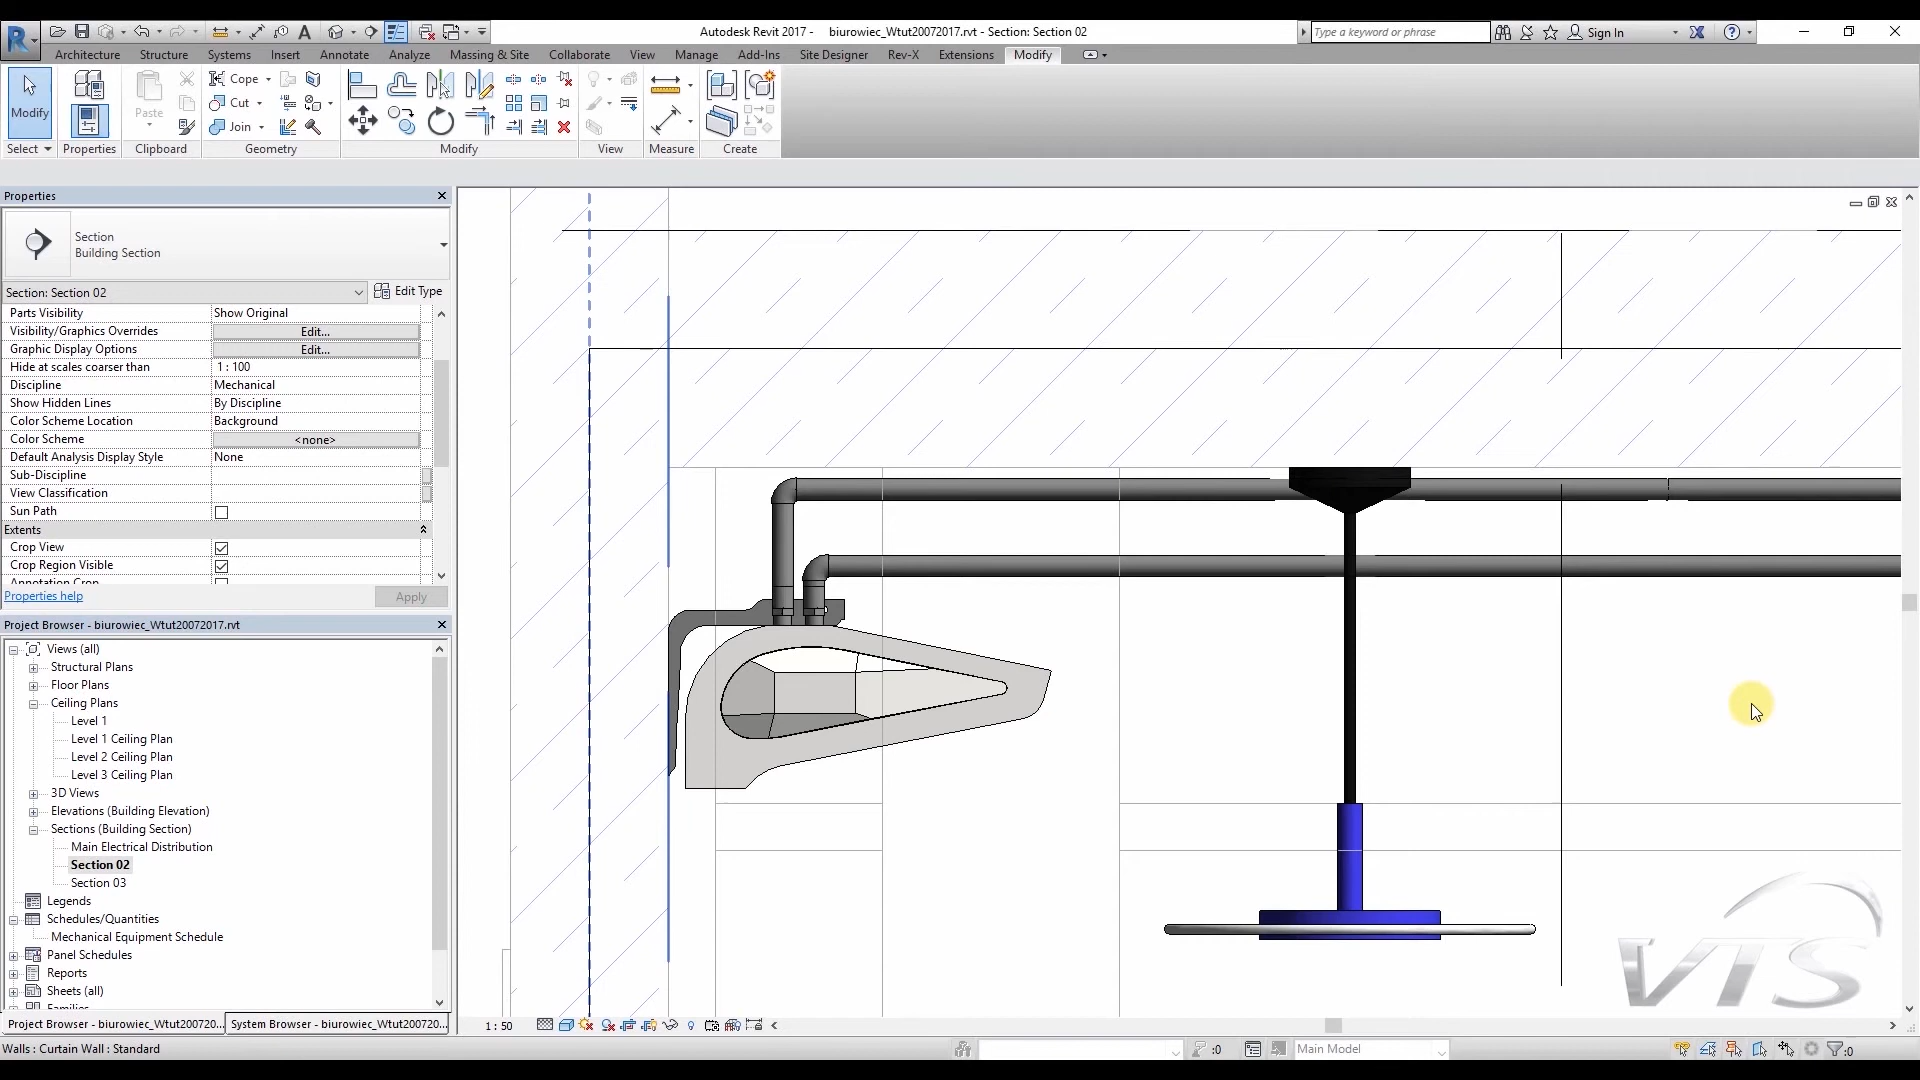 Autodesk Revit 2017 - biurowiec_Wtut20072017.rvt - Section: Section 02
Type a keyword or phrase
Sign In
Architecture Structure Systems Insert Annotate Analyze Massing & Site Collaborate View Manage Add-Ins Site Designer Rev-X Extensions Modify
Modify
Paste
Cope
Cut
Join
Select Properties Clipboard Geometry Modify View Measure Create
Properties
Section
Building Section
Section: Section 02
Edit Type
Parts Visibility Show Original
Visibility/Graphics Overrides Edit...
Graphic Display Options Edit...
Hide at scales coarser than 1 : 100
Discipline Mechanical
Show Hidden Lines By Discipline
Color Scheme Location Background
Color Scheme <none>
Default Analysis Display Style None
Sub-Discipline
View Classification
Sun Path
Extents
Crop View
Crop Region Visible
Annotation Crop
Properties help
Apply
Project Browser - biurowiec_Wtut20072017.rvt
Views (all)
Structural Plans
Floor Plans
Ceiling Plans
Level 1
Level 1 Ceiling Plan
Level 2 Ceiling Plan
Level 3 Ceiling Plan
3D Views
Elevations (Building Elevation)
Sections (Building Section)
Main Electrical Distribution
Section 02
Section 03
Legends
Schedules/Quantities
Mechanical Equipment Schedule
Panel Schedules
Reports
Sheets (all)
Families
Project Browser - biurowiec_Wtut200720...
System Browser - biurowiec_Wtut200720...
1 : 50
VTS
Walls : Curtain Wall : Standard
:0
Main Model
:0